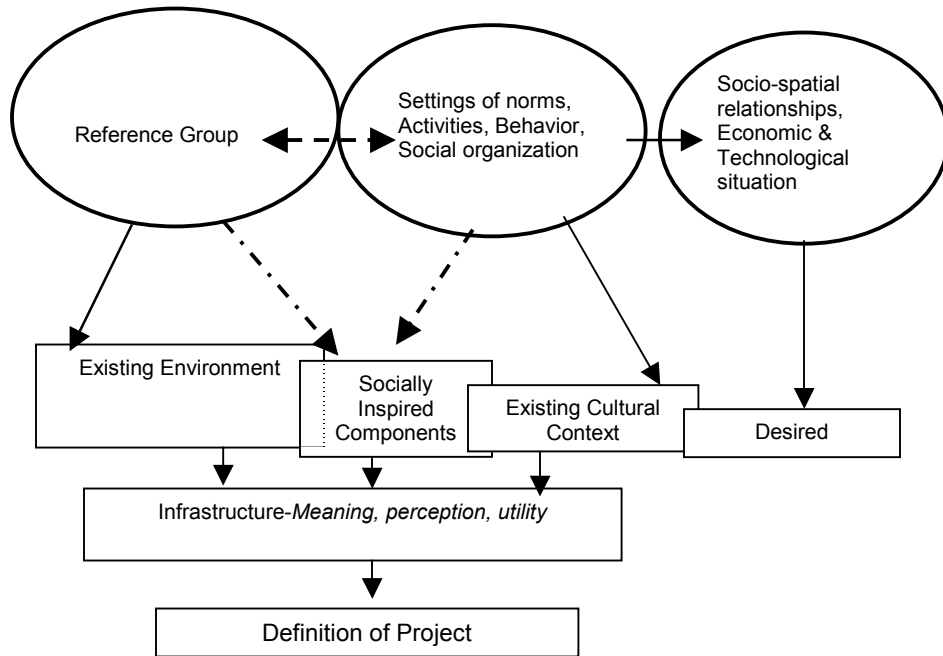 Reference Group
Settings of norms,
Activities, Behavior,
Social organization
Socio-spatial
relationships,
Economic &
Technological
situation
Existing Environment
Socially
Inspired
Components
Existing Cultural
Context
Desired
Infrastructure-Meaning, perception, utility
Definition of Project